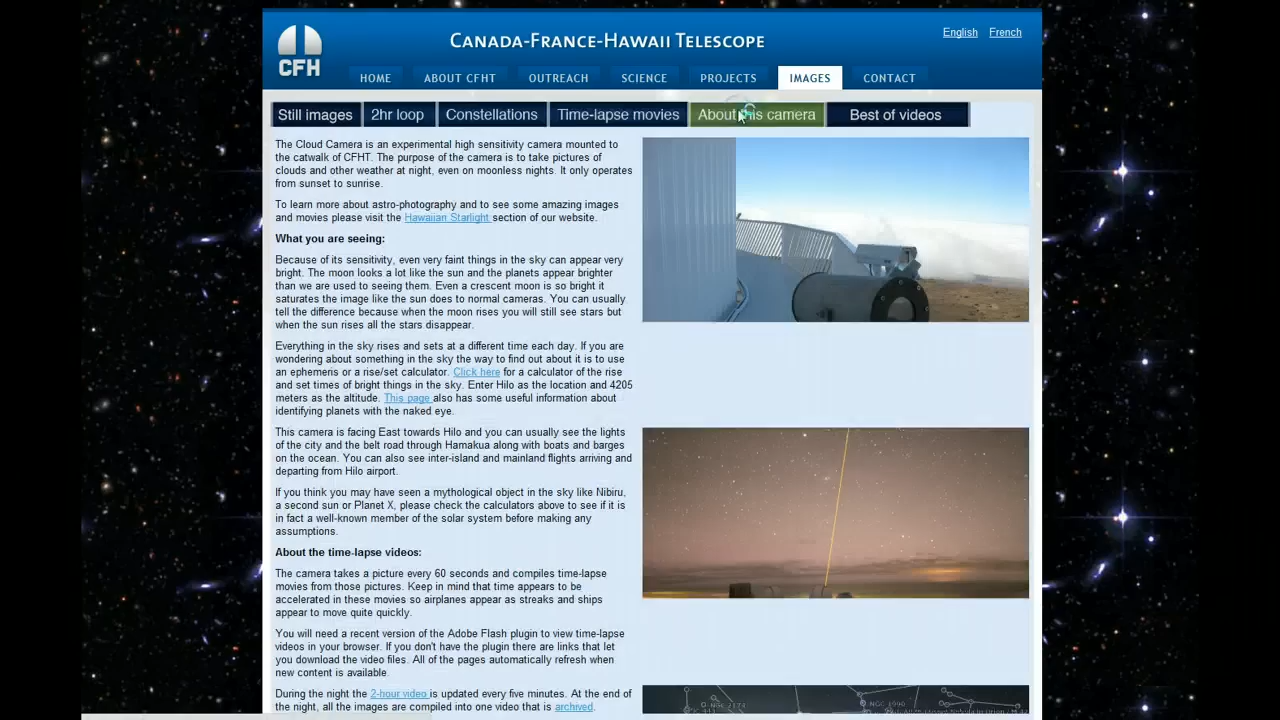 CFH
CANADA-FRANCE-HAWAII TELESCOPE
English French
HOME ABOUT CFHT OUTREACH SCIENCE PROJECTS IMAGES CONTACT
Still images 2hr loop Constellations Time-lapse movies About this camera Best of videos
The Cloud Camera is an experimental high sensitivity camera mounted to
the catwalk of CFHT. The purpose of the camera is to take pictures of
clouds and other weather at night, even on moonless nights. It only operates
from sunset to sunrise.
To learn more about astro-photography and to see some amazing images
and movies please visit the Hawaiian Starlight section of our website.
What you are seeing:
Because of its sensitivity, even very faint things in the sky can appear very
bright. The moon looks a lot like the sun and the planets appear brighter
than we are used to seeing them. Even a crescent moon is so bright it
saturates the image like the sun does to normal cameras. You can usually
tell the difference because when the moon rises you will still see stars but
when the sun rises all the stars disappear.
Everything in the sky rises and sets at a different time each day. If you are
wondering about something in the sky the way to find out about it is to use
an ephemeris or a rise/set calculator. Click here for a calculator of the rise
and set times of bright things in the sky. Enter Hilo as the location and 4205
meters as the altitude. This page also has some useful information about
identifying planets with the naked eye.
This camera is facing East towards Hilo and you can usually see the lights
of the city and the belt road through Hamakua along with boats and barges
on the ocean. You can also see inter-island and mainland flights arriving and
departing from Hilo airport.
If you think you may have seen a mythological object in the sky like Nibiru,
a second sun or Planet X, please check the calculators above to see if it is
in fact a well-known member of the solar system before making any
assumptions.
About the time-lapse videos:
The camera takes a picture every 60 seconds and compiles time-lapse
movies from those pictures. Keep in mind that time appears to be
accelerated in these movies so airplanes appear as streaks and ships
appear to move quite quickly.
You will need a recent version of the Adobe Flash plugin to view time-lapse
videos in your browser. If you don't have the plugin there are links that let
you download the video files. All of the pages automatically refresh when
new content is available.
During the night the 2-hour video is updated every five minutes. At the end of
the night, all the images are compiled into one video that is archived.